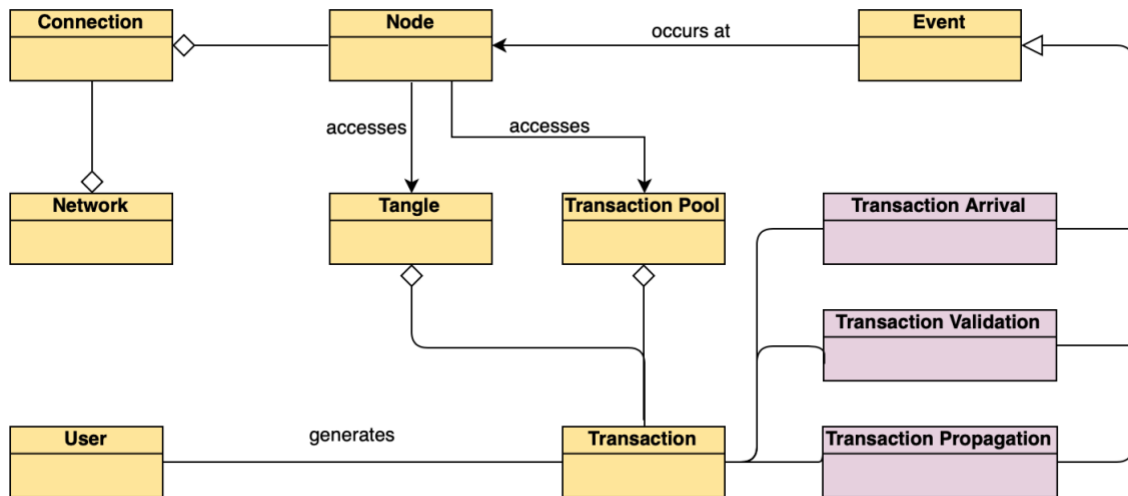 Connection
Node
Event
occurs at
accesses
accesses
Network
Tangle
Transaction Pool
Transaction Arrival
Transaction Validation
User
generates
Transaction
Transaction Propagation